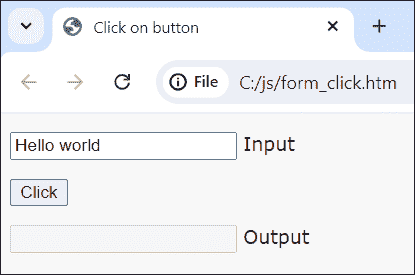 Click on button
File C:/js/form_click.htm
Hello world Input
Click
Output